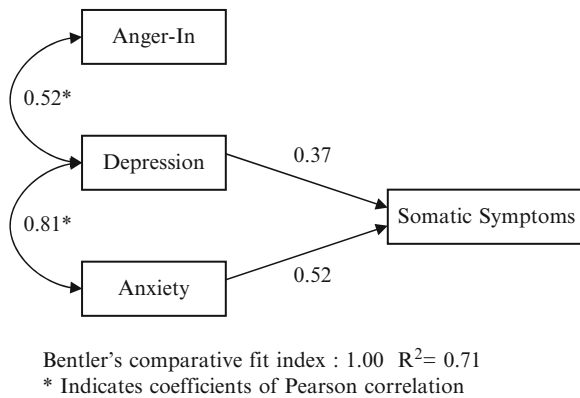 Anger-In
0.52*
Depression
0.37
Somatic Symptoms
0.81*
0.52
Anxiety
Bentler's comparative fit index : 1.00 R²= 0.71
* Indicates coefficients of Pearson correlation